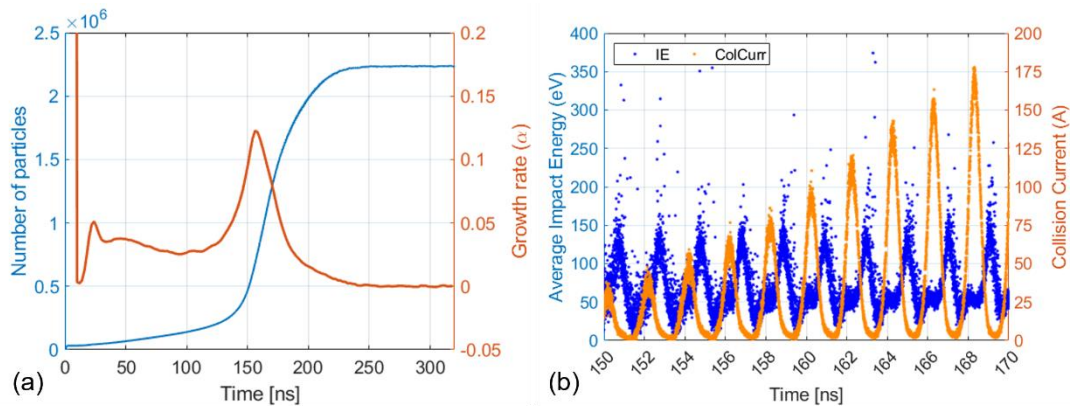 ×10⁶
2.5
2
1.5
1
0.5
0
Number of particles
0.2
0.15
0.1
0.05
0
-0.05
Growth rate (α)
0 50 100 150 200 250 300
Time [ns]
(a)
400
350
300
250
200
150
100
50
0
Average Impact Energy (eV)
IE ColCurr
200
175
150
125
100
75
50
25
0
Collision Current (A)
150 152 154 156 158 160 162 164 166 168 170
Time [ns]
(b)